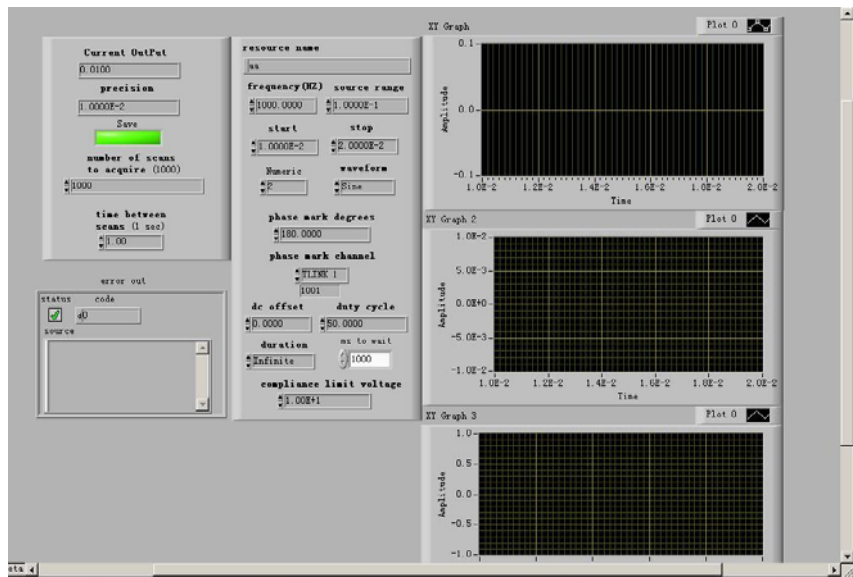 Current OutPut
0.0100
precision
1.0000E-2
Save
number of scans
to acquire (1000)
1000
time between
scans (1 sec)
1.00
error out
status code
d0
source
resource name
frequency(HZ) source range
1000.0000 1.0000E-1
start stop
1.0000E-2 2.0000E-2
Numeric waveform
2 Sine
phase mark degrees
180.0000
phase mark channel
TLINK 1
1001
dc offset duty cycle
0.0000 50.0000
duration ms to wait
Infinite 1000
compliance limit voltage
1.00E+1
XY Graph Plot 0
0.1
0.0
-0.1
Amplitude
1.0E-2 1.2E-2 1.4E-2 1.6E-2 1.8E-2 2.0E-2
Time
XY Graph 2 Plot 0
1.0E-2
5.0E-3
0.0E+0
-5.0E-3
-1.0E-2
Amplitude
1.0E-2 1.2E-2 1.4E-2 1.6E-2 1.8E-2 2.0E-2
Time
XY Graph 3 Plot 0
1.0
0.5
0.0
-0.5
-1.0
Amplitude
eta